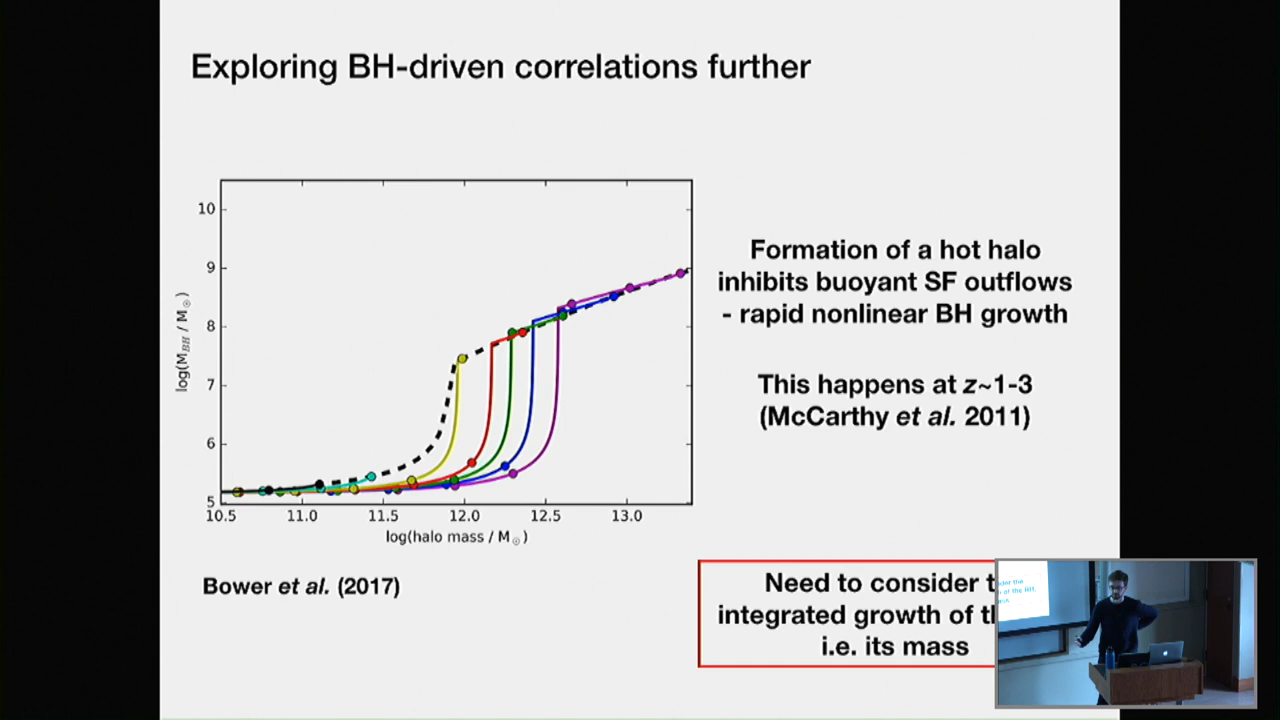 Exploring BH-driven correlations further
10
9
8
7
6
5
log(M_BH / M_☉)
10.5 11.0 11.5 12.0 12.5 13.0
log(halo mass / M_☉)
Bower et al. (2017)
Formation of a hot halo
inhibits buoyant SF outflows
- rapid nonlinear BH growth
This happens at z~1-3
(McCarthy et al. 2011)
Need to consider t
integrated growth of t
i.e. its mass